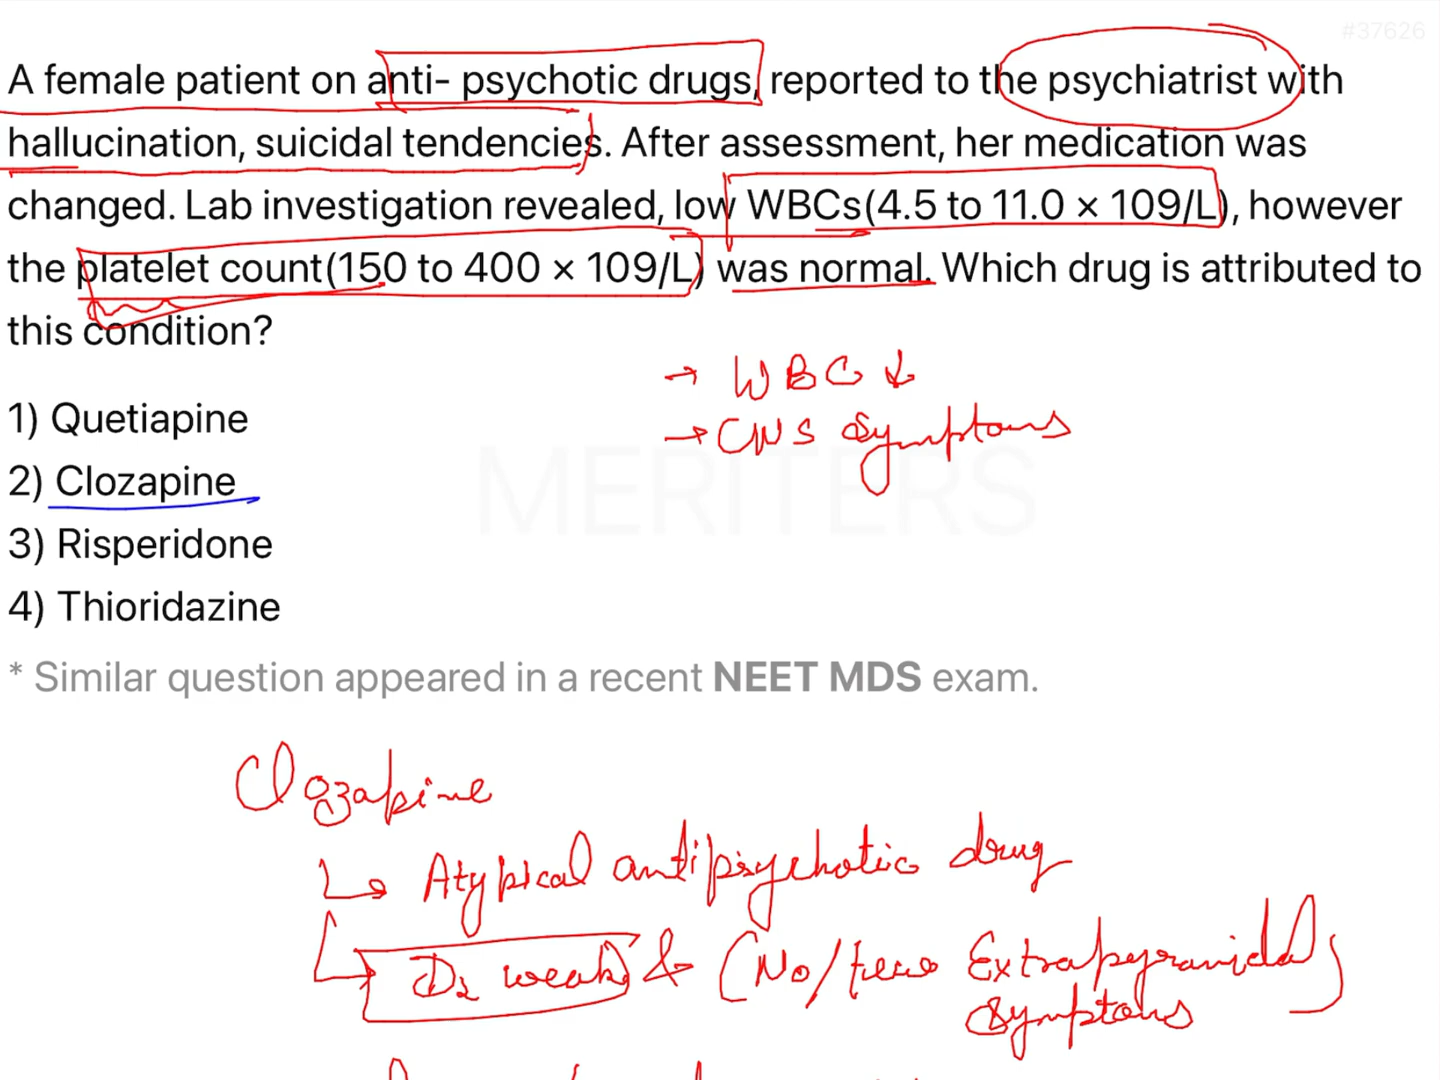 #37626
A female patient on anti- psychotic drugs, reported to the psychiatrist with
hallucination, suicidal tendencies. After assessment, her medication was
changed. Lab investigation revealed, low WBCs(4.5 to 11.0 × 109/L), however
the platelet count(150 to 400 × 109/L) was normal. Which drug is attributed to
this condition?
→ WBC ↓
1) Quetiapine
→ CNS symptoms
2) Clozapine
MERITERS
3) Risperidone
4) Thioridazine
* Similar question appeared in a recent NEET MDS exam.
Clozapine
↳ Atypical antipsychotic drug
↳ D2 weak & (No/few Extrapyramidal
symptoms